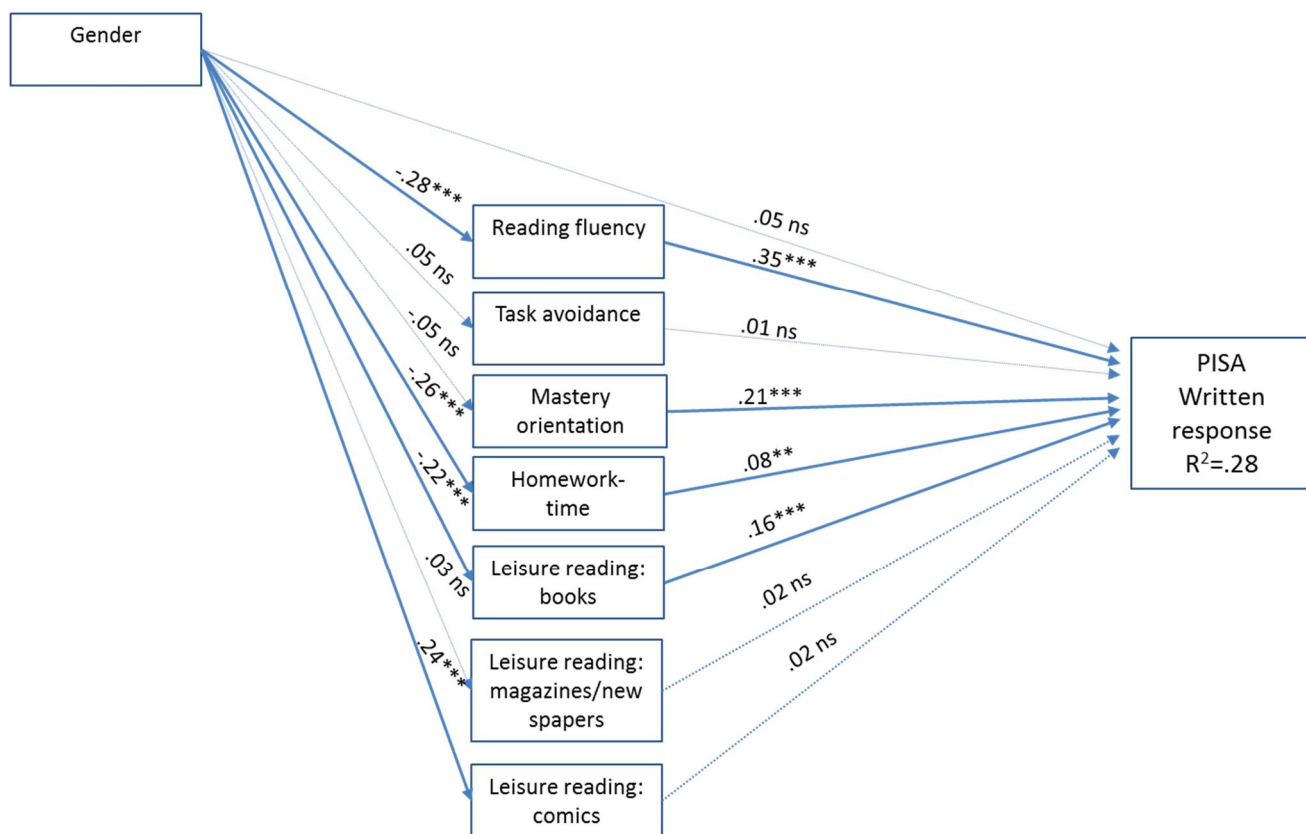 Gender
-.28***
.05 ns
-.05 ns
-.26***
-.22***
.03 ns
.24***
Reading fluency
Task avoidance
Mastery
orientation
Homework-
time
Leisure reading:
books
Leisure reading:
magazines/new
spapers
Leisure reading:
comics
.05 ns
.35***
.01 ns
.21***
.08**
.16***
.02 ns
.02 ns
PISA
Written
response
R²=.28